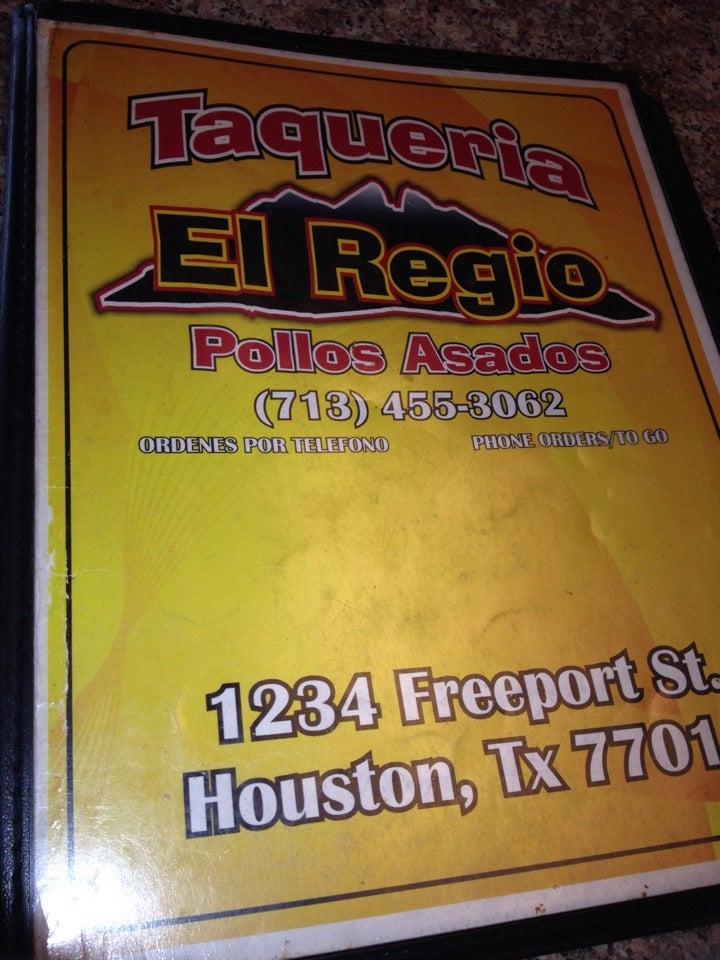 Taqueria
El Regio
Pollos Asados
(713) 455-3062
ORDENES POR TELEFONO PHONE ORDERS/TO GO
1234 Freeport St.
Houston, Tx 7701